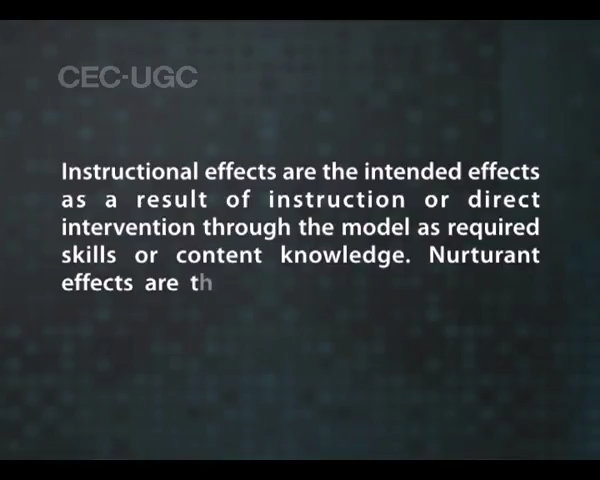 CEC-UGC
Instructional effects are the intended effects
as a result of instruction or direct
intervention through the model as required
skills or content knowledge. Nurturant
effects are th